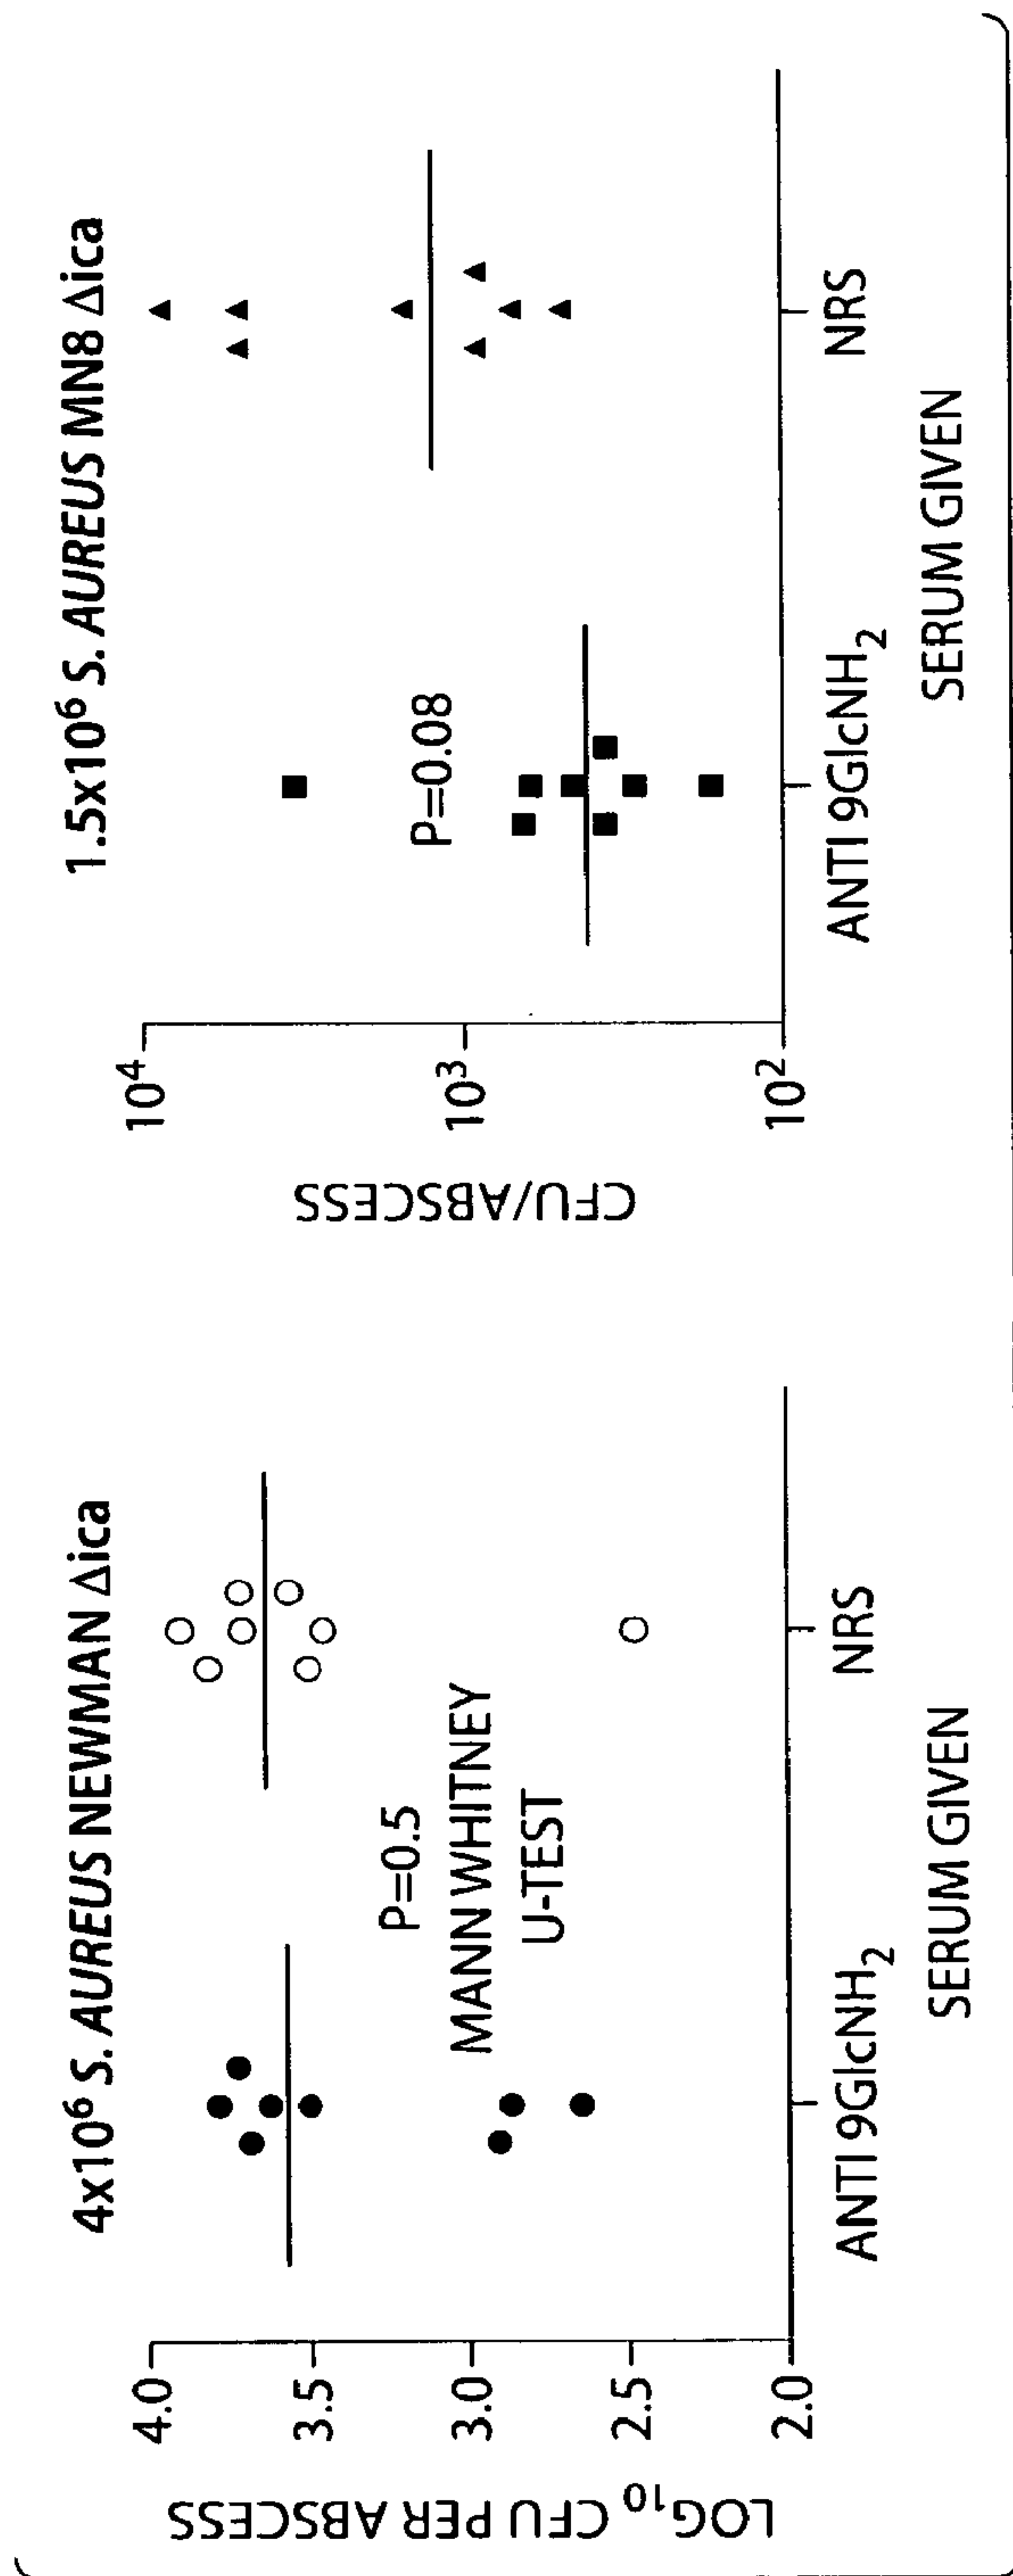 4x10⁶ S. AUREUS NEWMAN Δica
LOG₁₀ CFU PER ABSCESS
4.0
3.5
3.0
2.5
2.0
P=0.5
MANN WHITNEY
U-TEST
ANTI 9GlcNH₂
NRS
SERUM GIVEN
1.5x10⁶ S. AUREUS MN8 Δica
CFU/ABSCESS
10⁴
10³
10²
P=0.08
ANTI 9GlcNH₂
NRS
SERUM GIVEN